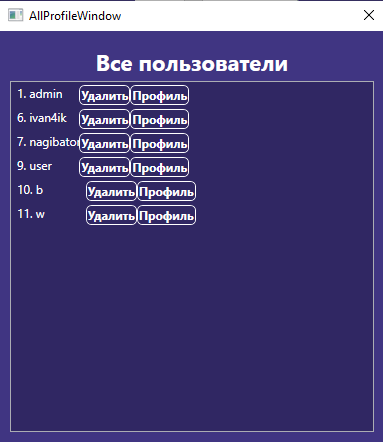 AllProfileWindow
Все пользователи
1. admin Удалить Профиль
6. ivan4ik Удалить Профиль
7. nagibator Удалить Профиль
9. user Удалить Профиль
10. b Удалить Профиль
11. w Удалить Профиль